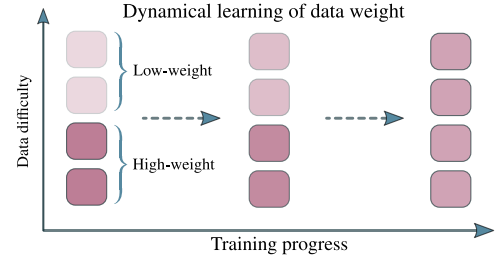 Dynamical learning of data weight
Low-weight
High-weight
Data difficulty
Training progress